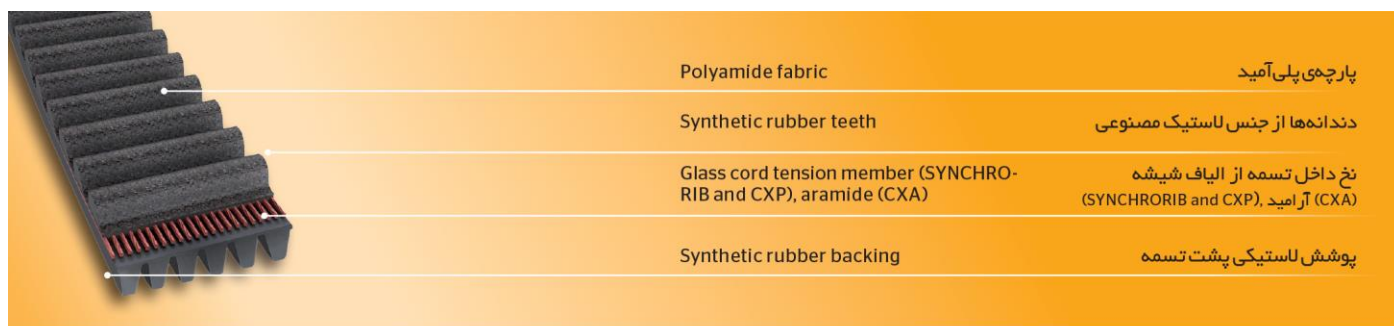 Polyamide fabric
پارچه‌ی پلی‌آمید
Synthetic rubber teeth
دندانه‌ها از جنس لاستیک مصنوعی
Glass cord tension member (SYNCHRO-
RIB and CXP), aramide (CXA)
نخ داخل تسمه از الیاف شیشه
(SYNCHRORIB and CXP), آرامید (CXA)
Synthetic rubber backing
پوشش لاستیکی پشت تسمه